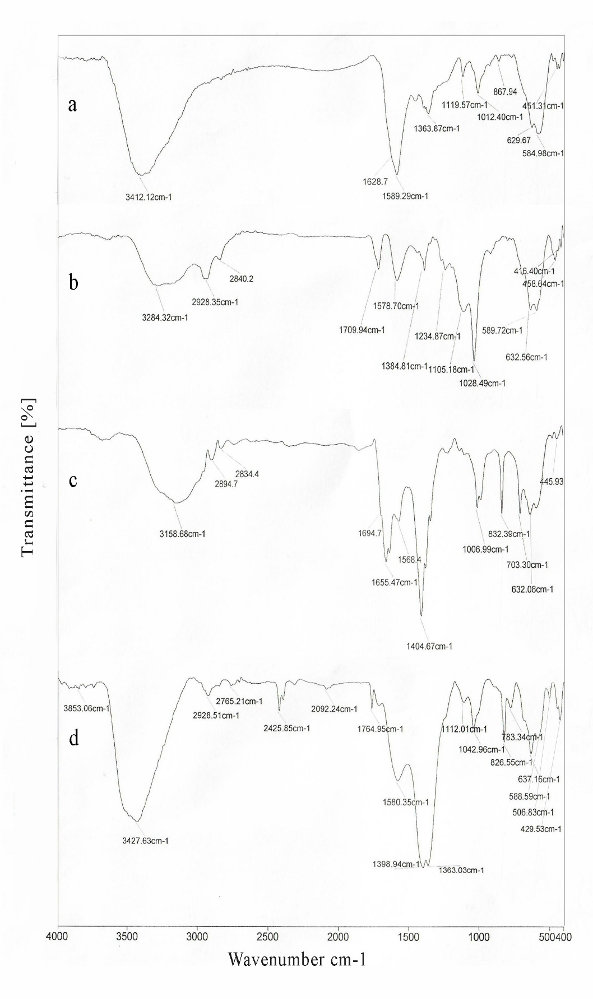 a
867.94
1119.57cm-1
451.31cm-1
1012.40cm-1
1363.87cm-1
629.67
584.98cm-1
1628.7
1589.29cm-1
3412.12cm-1
b
2840.2
416.40cm-1
458.64cm-1
2928.35cm-1
1578.70cm-1
3284.32cm-1
1709.94cm-1
589.72cm-1
1234.87cm-1
632.56cm-1
1384.81cm-1
1105.18cm-1
1028.49cm-1
Transmittance [%]
c
2834.4
2894.7
445.93
3158.68cm-1
1694.7
832.39cm-1
1006.99cm-1
1568.4
703.30cm-1
1655.47cm-1
632.08cm-1
1404.67cm-1
3853.06cm-1
2765.21cm-1
2928.51cm-1
2092.24cm-1
2425.85cm-1
1764.95cm-1
1112.01cm-1
783.34cm-1
d
1042.96cm-1
826.55cm-1
637.16cm-1
588.59cm-1
1580.35cm-1
506.83cm-1
429.53cm-1
3427.63cm-1
1398.94cm-1
1363.03cm-1
4000 3500 3000 2500 2000 1500 1000 500400
Wavenumber cm-1